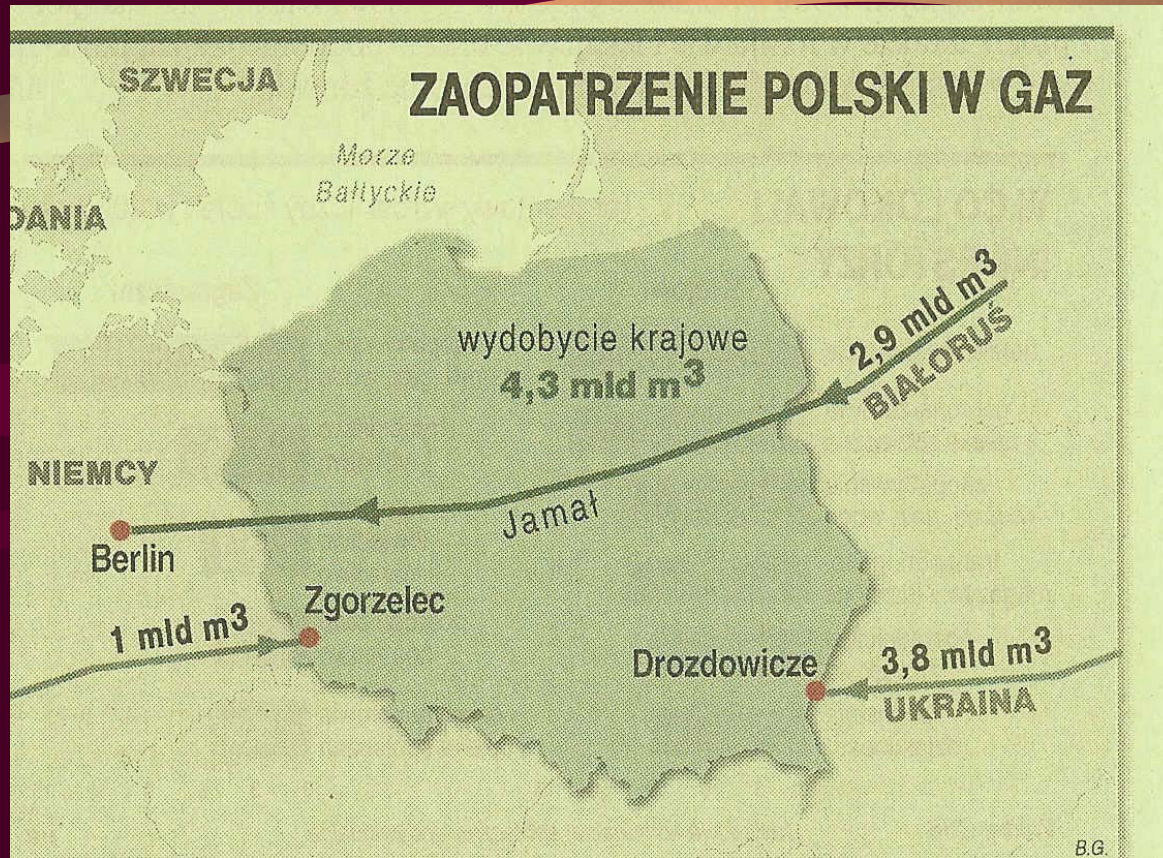 ZAOPATRZENIE POLSKI W GAZ
SZWECJA
Morze
Bałtyckie
DANIA
wydobycie krajowe
4,3 mld m³
2,9 mld m³
BIAŁORUŚ
NIEMCY
Jamał
Berlin
Zgorzelec
1 mld m³
Drozdowicze
3,8 mld m³
UKRAINA
B.G.